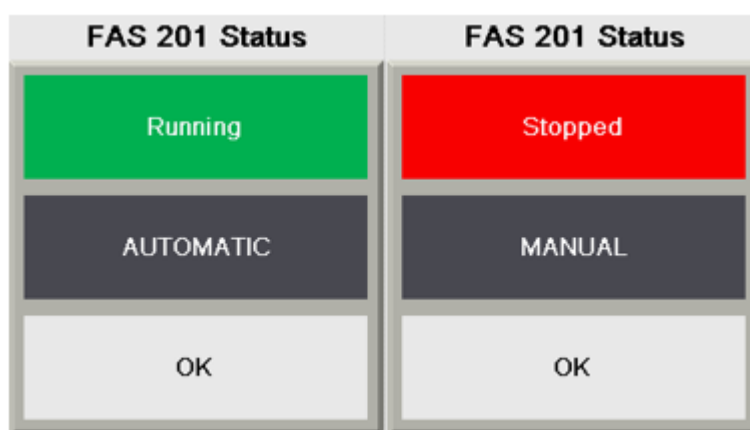 FAS 201 Status
Running
AUTOMATIC
OK
FAS 201 Status
Stopped
MANUAL
OK